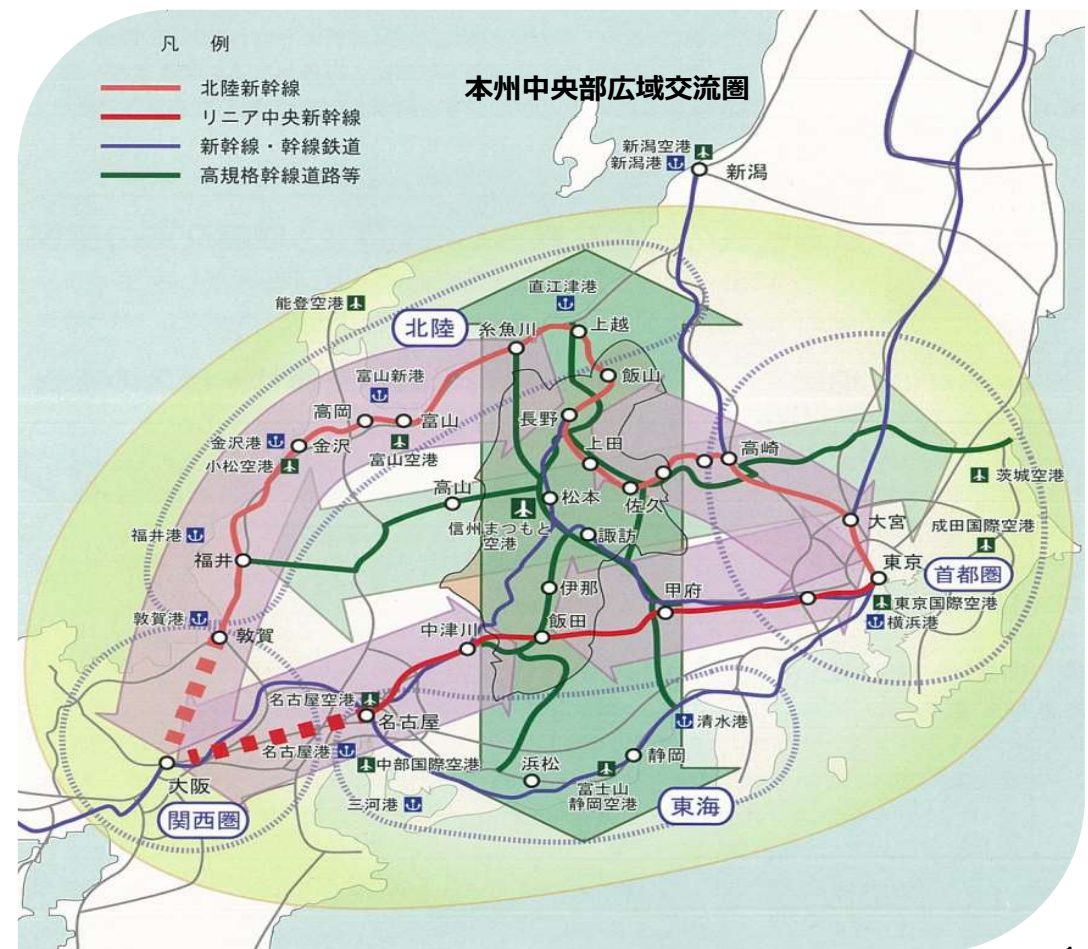 凡 例
北陸新幹線
リニア中央新幹線
新幹線・幹線鉄道
高規格幹線道路等
本州中央部広域交流圏
新潟空港
新潟港
新潟
能登空港
直江津港
北陸
糸魚川
上越
飯山
富山新港
高岡
富山
長野
金沢港
金沢
小松空港
富山空港
上田
高崎
高山
松本
佐久
茨城空港
信州まつもと
空港
諏訪
大宮
成田国際空港
福井港
福井
伊那
甲府
東京
首都圏
東京国際空港
横浜港
敦賀港
敦賀
中津川
飯田
名古屋空港
名古屋
清水港
名古屋港
中部国際空港
浜松
静岡
大阪
富士山
静岡空港
三河港
関西圏
東海